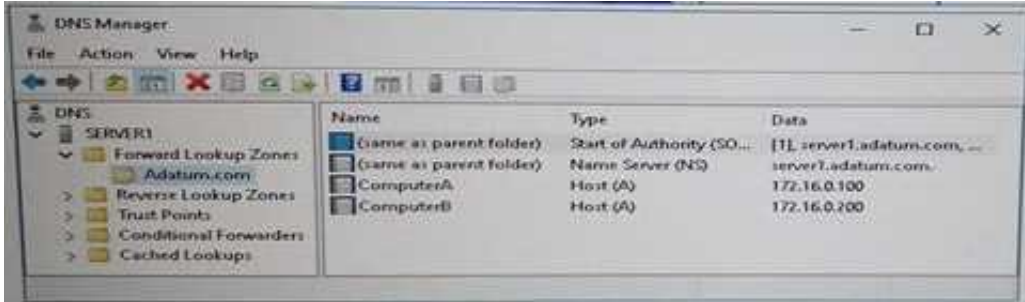 DNS Manager
File Action View Help
DNS
SERVER1
Forward Lookup Zones
Adatum.com
Reverse Lookup Zones
Trust Points
Conditional Forwarders
Cached Lookups
Name Type Data
(same as parent folder) Start of Authority (SO... [1], server1.adatum.com, ...
(same as parent folder) Name Server (NS) server1.adatum.com.
ComputerA Host (A) 172.16.0.100
ComputerB Host (A) 172.16.0.200